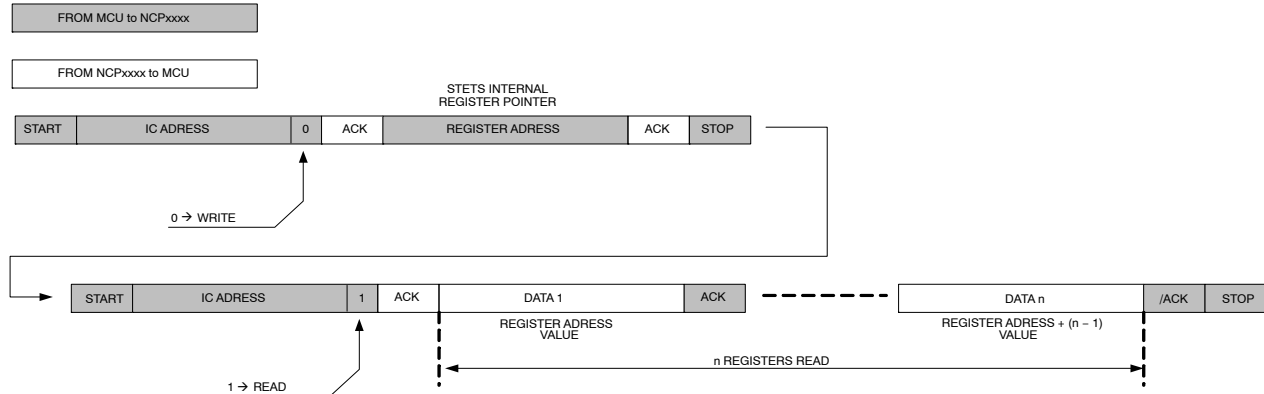 FROM MCU to NCPxxxx
FROM NCPxxxx to MCU
STETS INTERNAL
REGISTER POINTER
START IC ADRESS 0 ACK REGISTER ADRESS ACK STOP
0 → WRITE
START IC ADRESS 1 ACK DATA 1 ACK DATA n /ACK STOP
REGISTER ADRESS
VALUE
REGISTER ADRESS + (n − 1)
VALUE
n REGISTERS READ
1 → READ